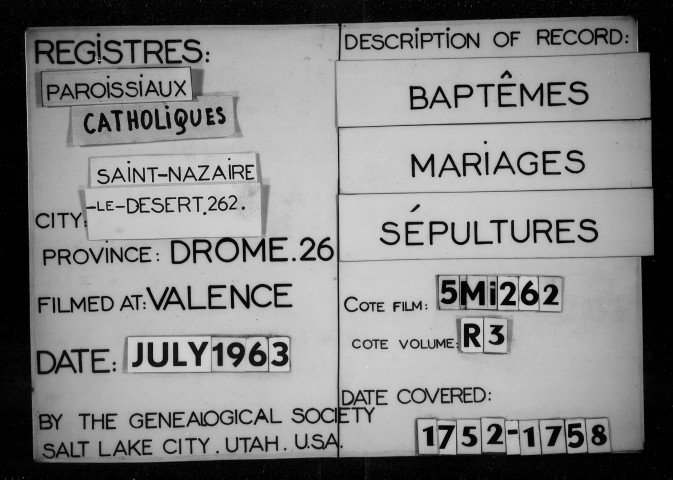 REGISTRES:
PAROISSIAUX
CATHOLIQUES
SAINT-NAZAIRE
-LE-DESERT.262.
CITY:
PROVINCE: DROME.26
FILMED AT: VALENCE
DATE: JULY 1963
BY THE GENEALOGICAL SOCIETY
SALT LAKE CITY. UTAH. U.S.A.
DESCRIPTION OF RECORD:
BAPTÊMES
MARIAGES
SÉPULTURES
COTE FILM: 5Mi262
COTE VOLUME: R3
DATE COVERED:
1752-1758